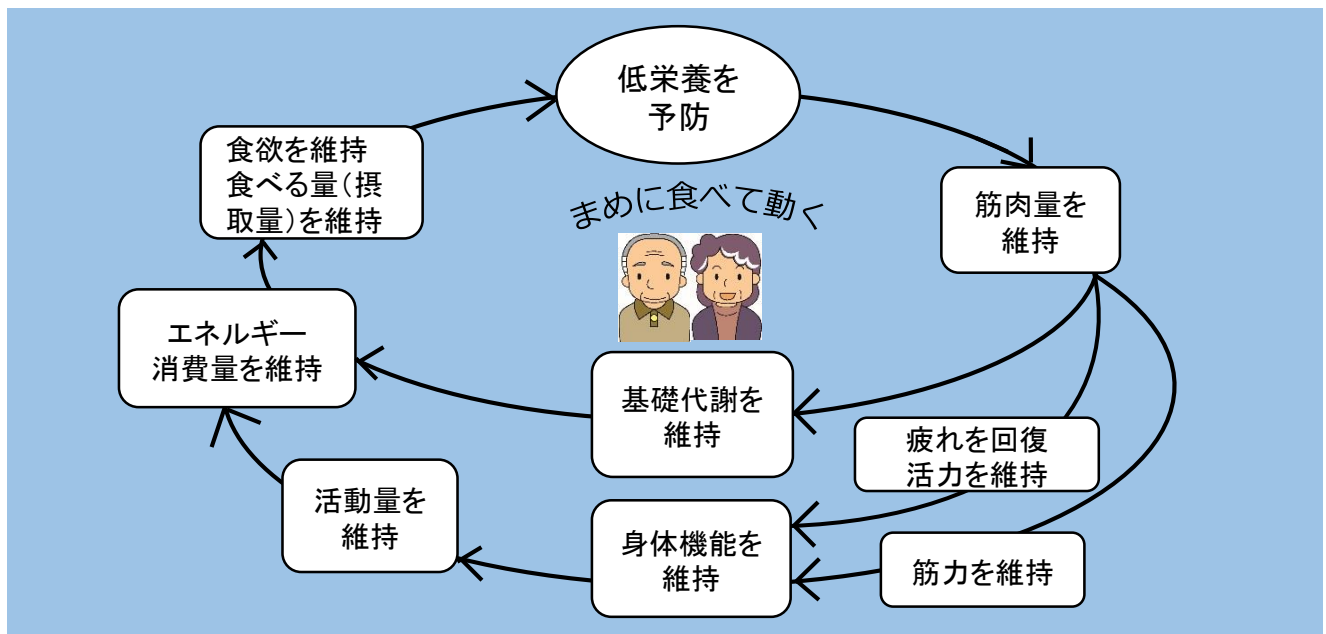 低栄養を
予防
食欲を維持
食べる量（摂
取量）を維持
まめに食べて動く
筋肉量を
維持
エネルギー
消費量を維持
基礎代謝を
維持
疲れを回復
活力を維持
活動量を
維持
身体機能を
維持
筋力を維持